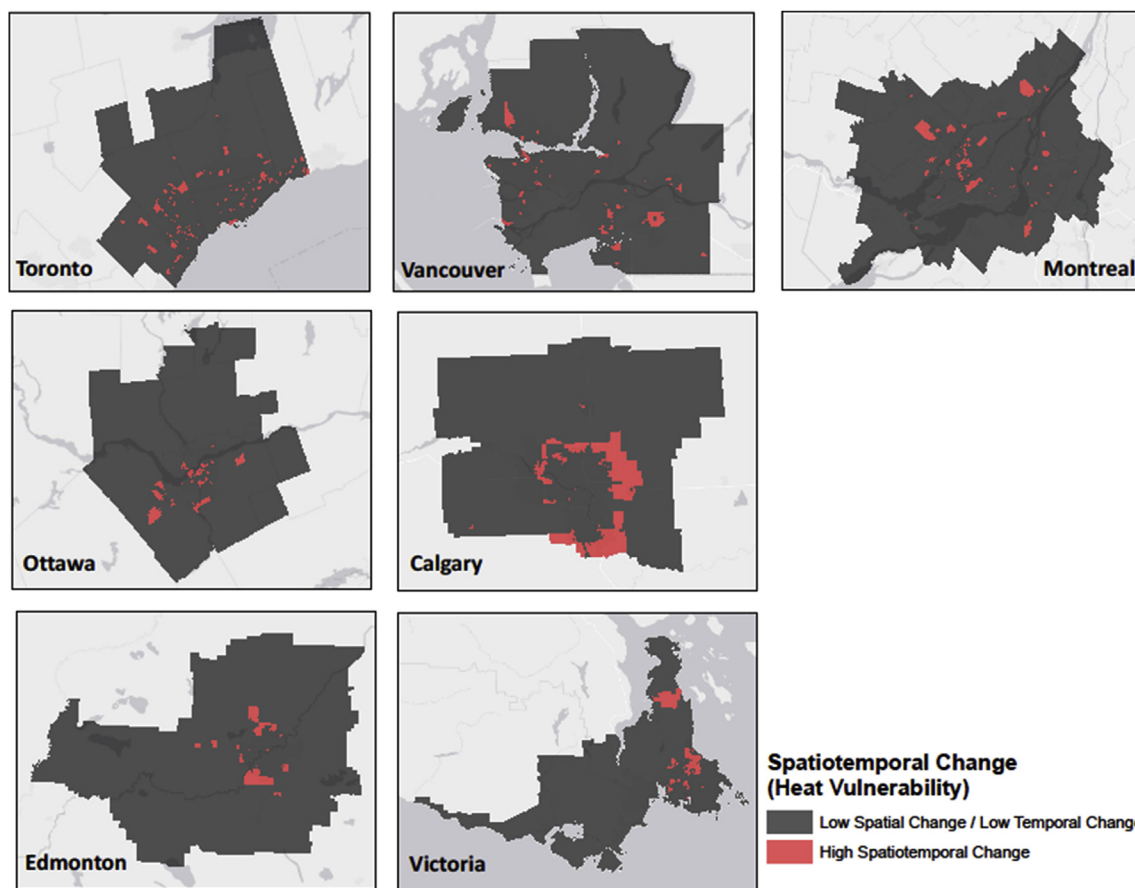 Toronto
Vancouver
Montreal
Ottawa
Calgary
Edmonton
Victoria
Spatiotemporal Change
(Heat Vulnerability)
Low Spatial Change / Low Temporal Change
High Spatiotemporal Change